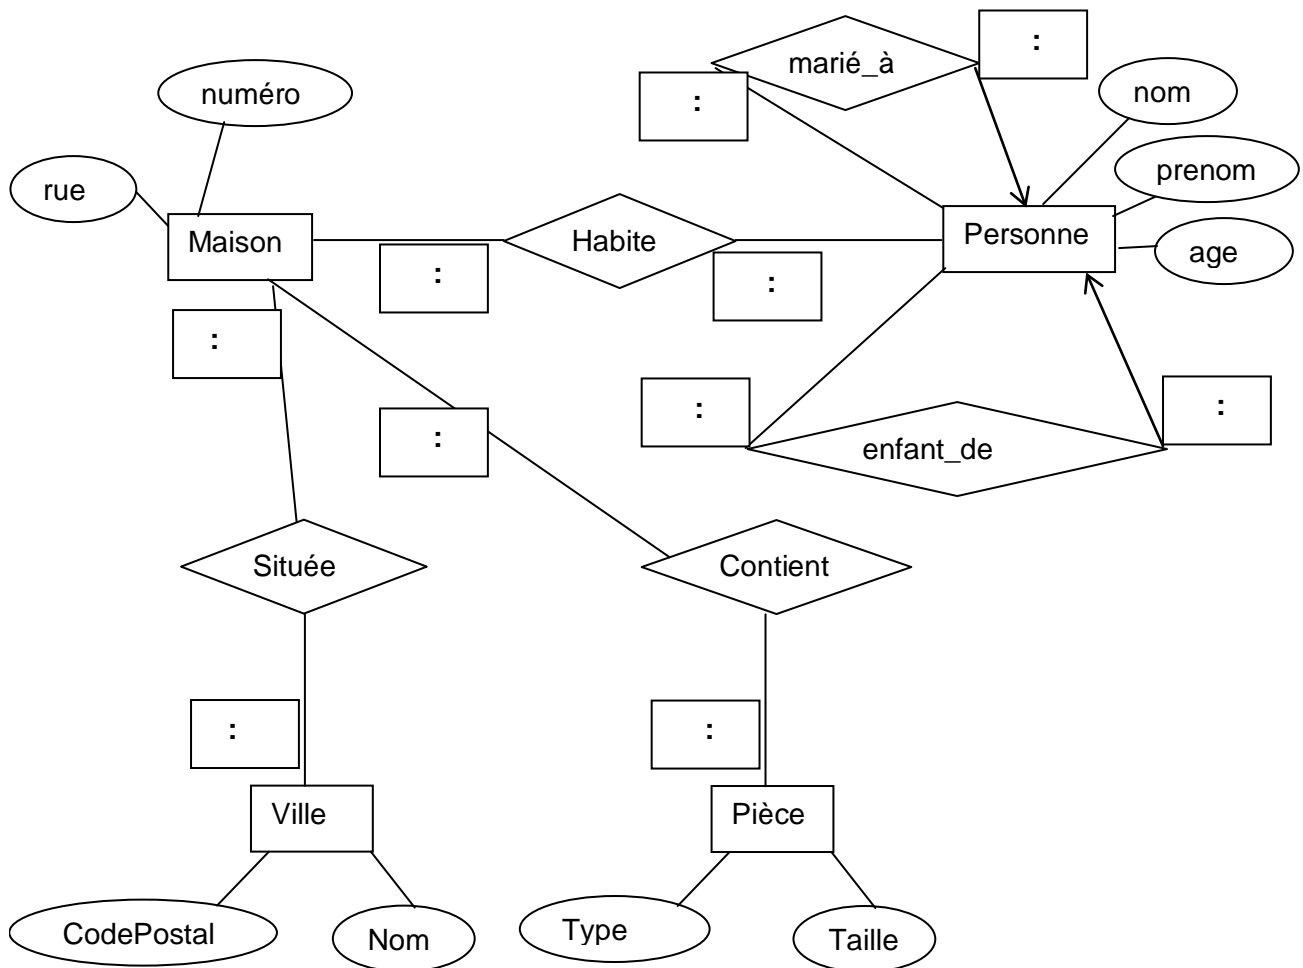 :
marié_à
:
numéro
nom
rue
prenom
Maison
Habite
Personne
age
:
:
:
:
:
:
enfant_de
Située
Contient
:
:
Ville
Pièce
CodePostal
Nom
Type
Taille